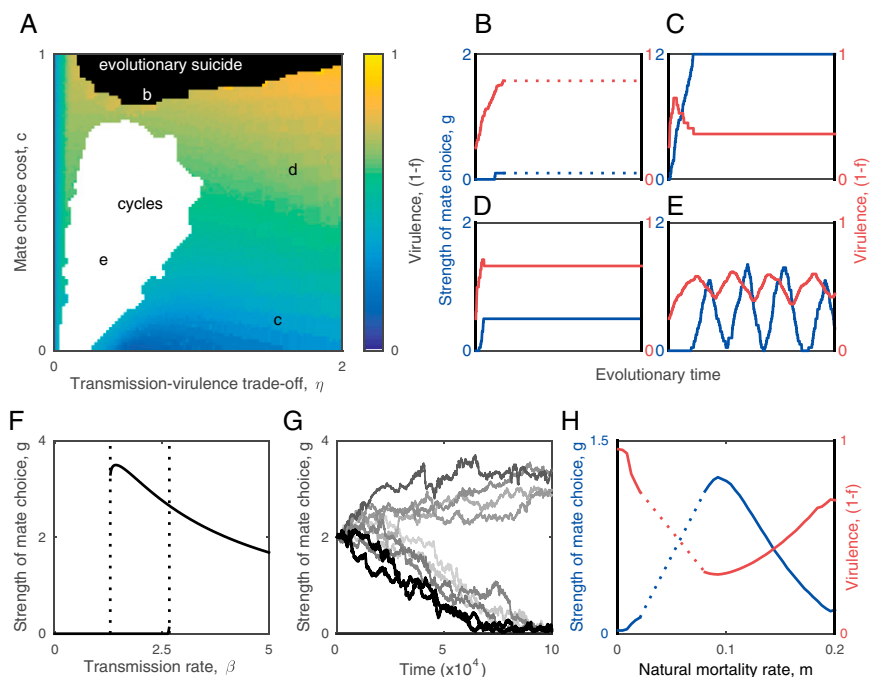 A
1
Mate choice cost, c
0
evolutionary suicide
b
d
cycles
e
c
0
2
Transmission-virulence trade-off, η
1
0
Virulence, (1-f)
B
2
Strength of mate choice, g
0
1
0
C
2
0
1
0
Virulence, (1-f)
D
2
0
1
0
E
2
0
1
0
Evolutionary time
F
4
2
0
Strength of mate choice, g
0
2.5
5
Transmission rate, β
G
4
2
0
Strength of mate choice, g
0
5
10
Time (x10⁴)
H
1.5
0
Strength of mate choice, g
1
0
Virulence, (1-f)
0
0.1
0.2
Natural mortality rate, m